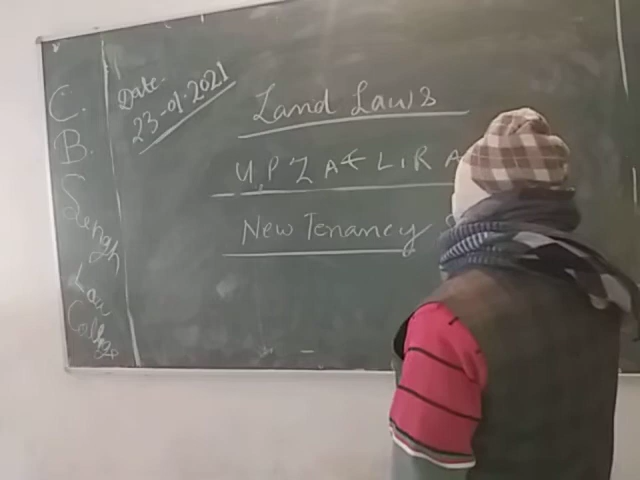 C.
B.
Singh
Law
College
Date.
23-01-2021
Land Laws
U.P Z A & L.R A
New Tenancy